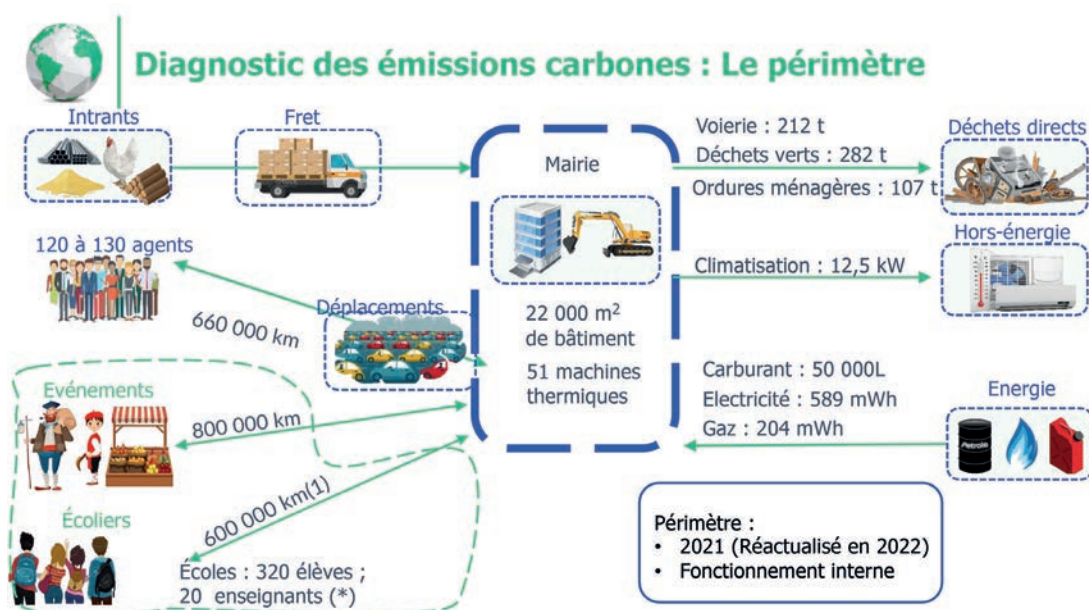 Diagnostic des émissions carbones : Le périmètre
Intrants
Fret
Mairie
22 000 m²
de bâtiment
51 machines
thermiques
Voierie : 212 t
Déchets verts : 282 t
Ordures ménagères : 107 t
Déchets directs
Hors-énergie
Climatisation : 12,5 kW
120 à 130 agents
Déplacements
660 000 km
Evénements
800 000 km
Carburant : 50 000L
Electricité : 589 mWh
Gaz : 204 mWh
Energie
Petrole
600 000 km(1)
Écoliers
Écoles : 320 élèves ;
20 enseignants (*)
Périmètre :
• 2021 (Réactualisé en 2022)
• Fonctionnement interne